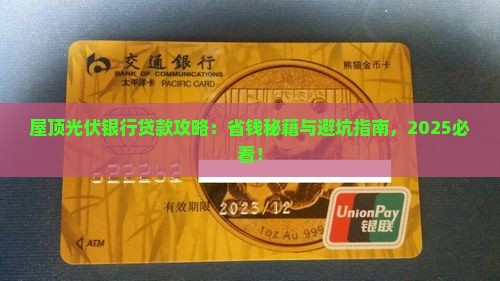 交通銀行
BANK OF COMMUNICATIONS
太平洋卡 PACIFIC CARD
熊猫金币卡
屋顶光伏银行贷款攻略：省钱秘籍与避坑指南，2025必
看！
622262
有效期限 2023/12
1oz Au .999
ATM
UnionPay
银联